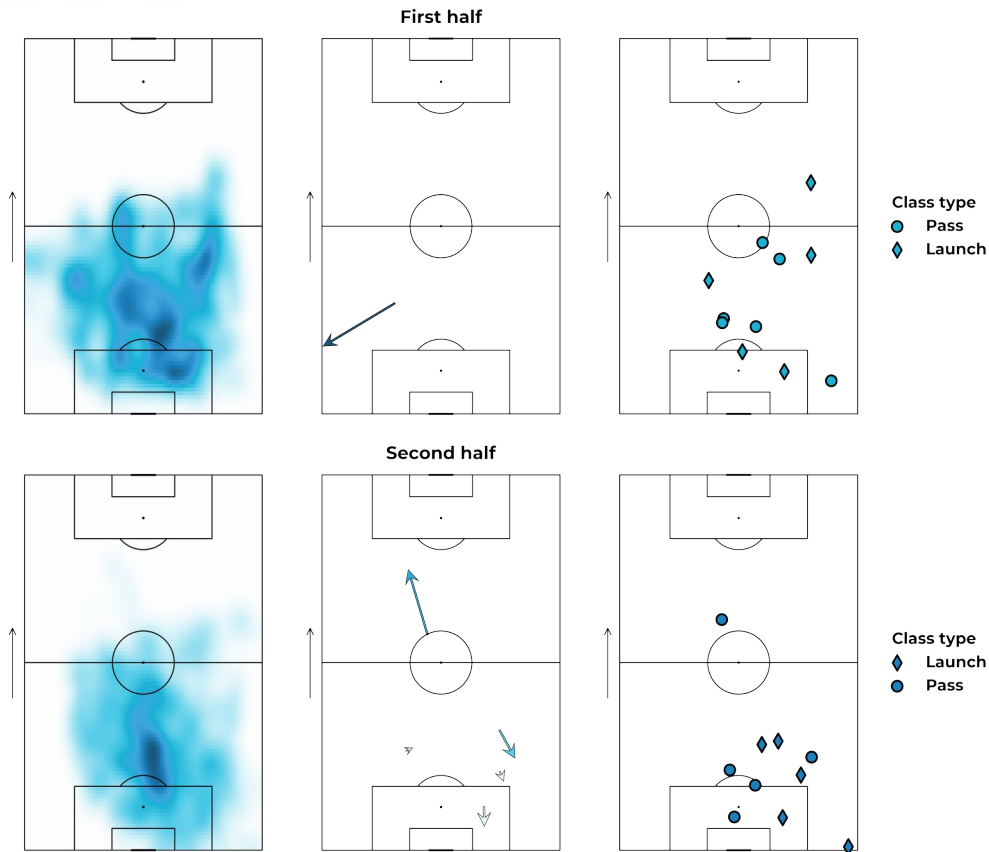 First half
Class type
Pass
Launch
Second half
Class type
Launch
Pass